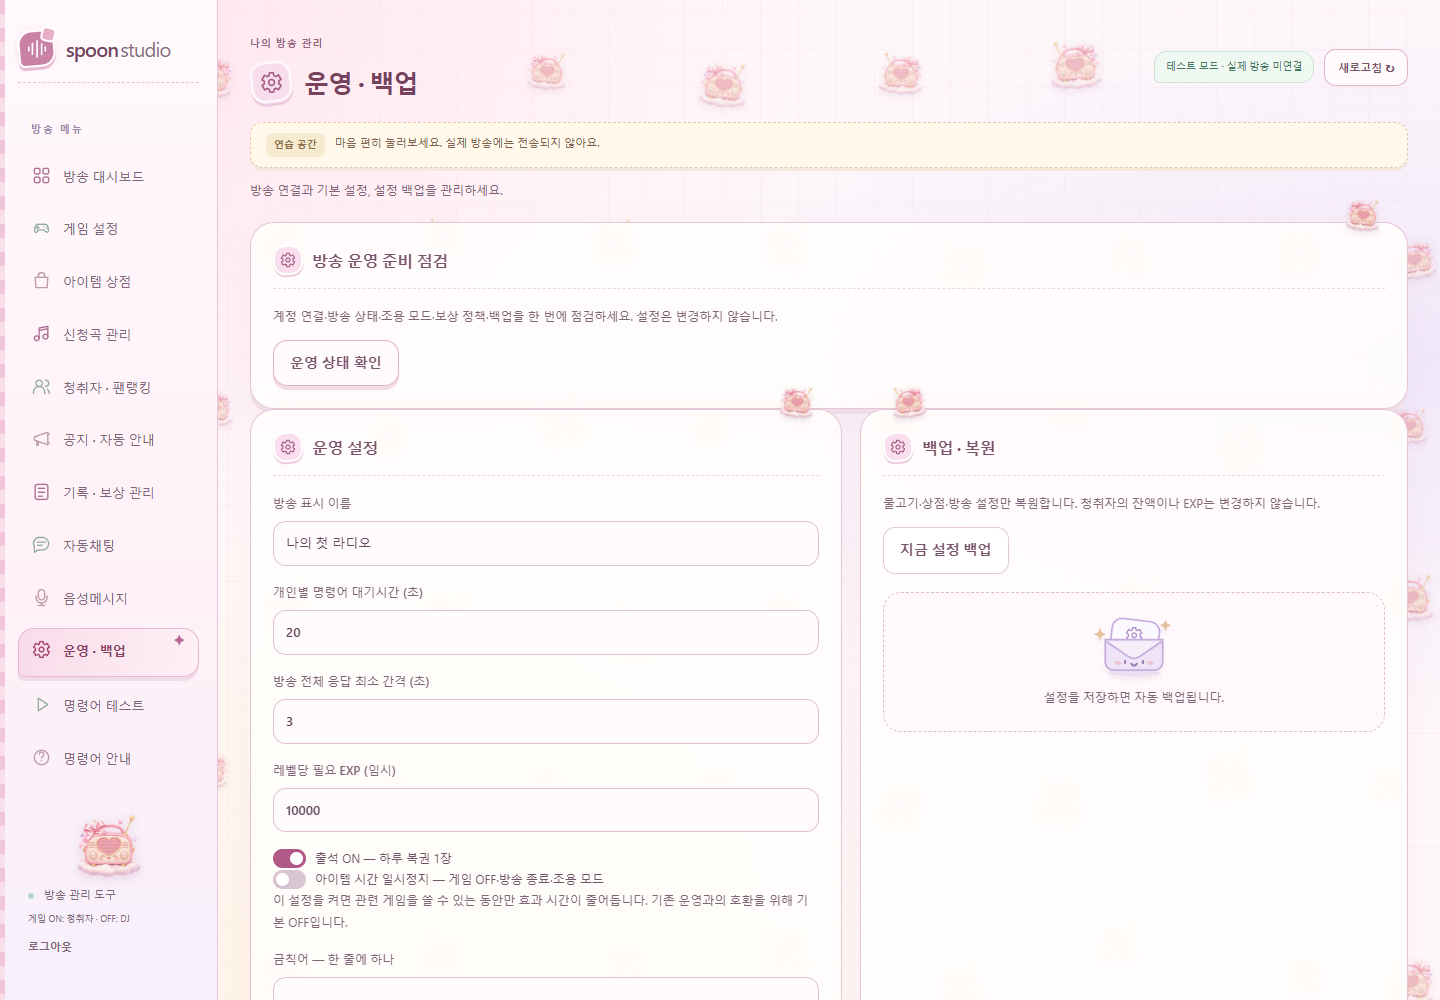 spoonstudio
방송 메뉴
방송 대시보드
게임 설정
아이템 상점
신청곡 관리
청취자 · 팬랭킹
공지 · 자동 안내
기록 · 보상 관리
자동채팅
음성메시지
운영 · 백업
명령어 테스트
명령어 안내
방송 관리 도구
게임 ON: 청취자 · OFF: DJ
로그아웃
나의 방송 관리
운영 · 백업
테스트 모드 · 실제 방송 미연결
새로고침 ↻
연습 공간
마음 편히 눌러보세요. 실제 방송에는 전송되지 않아요.
방송 연결과 기본 설정, 설정 백업을 관리하세요.
방송 운영 준비 점검
계정 연결·방송 상태·조용 모드·보상 정책·백업을 한 번에 점검하세요. 설정은 변경하지 않습니다.
운영 상태 확인
운영 설정
방송 표시 이름
나의 첫 라디오
개인별 명령어 대기시간 (초)
20
방송 전체 응답 최소 간격 (초)
3
레벨당 필요 EXP (임시)
10000
출석 ON — 하루 복권 1장
아이템 시간 일시정지 — 게임 OFF·방송 종료·조용 모드
이 설정을 켜면 관련 게임을 쓸 수 있는 동안만 효과 시간이 줄어듭니다. 기존 운영과의 호환을 위해 기
본 OFF입니다.
금칙어 — 한 줄에 하나
백업 · 복원
물고기·상점·방송 설정만 복원합니다. 청취자의 잔액이나 EXP는 변경하지 않습니다.
지금 설정 백업
설정을 저장하면 자동 백업됩니다.